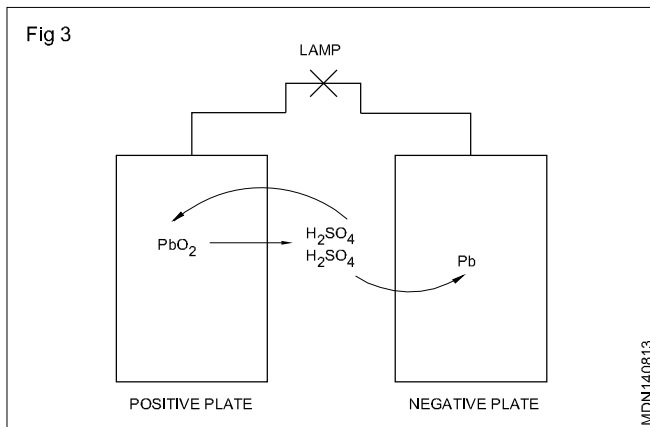 Fig 3
LAMP
PbO₂
H₂SO₄
H₂SO₄
Pb
POSITIVE PLATE
NEGATIVE PLATE
MDN140813